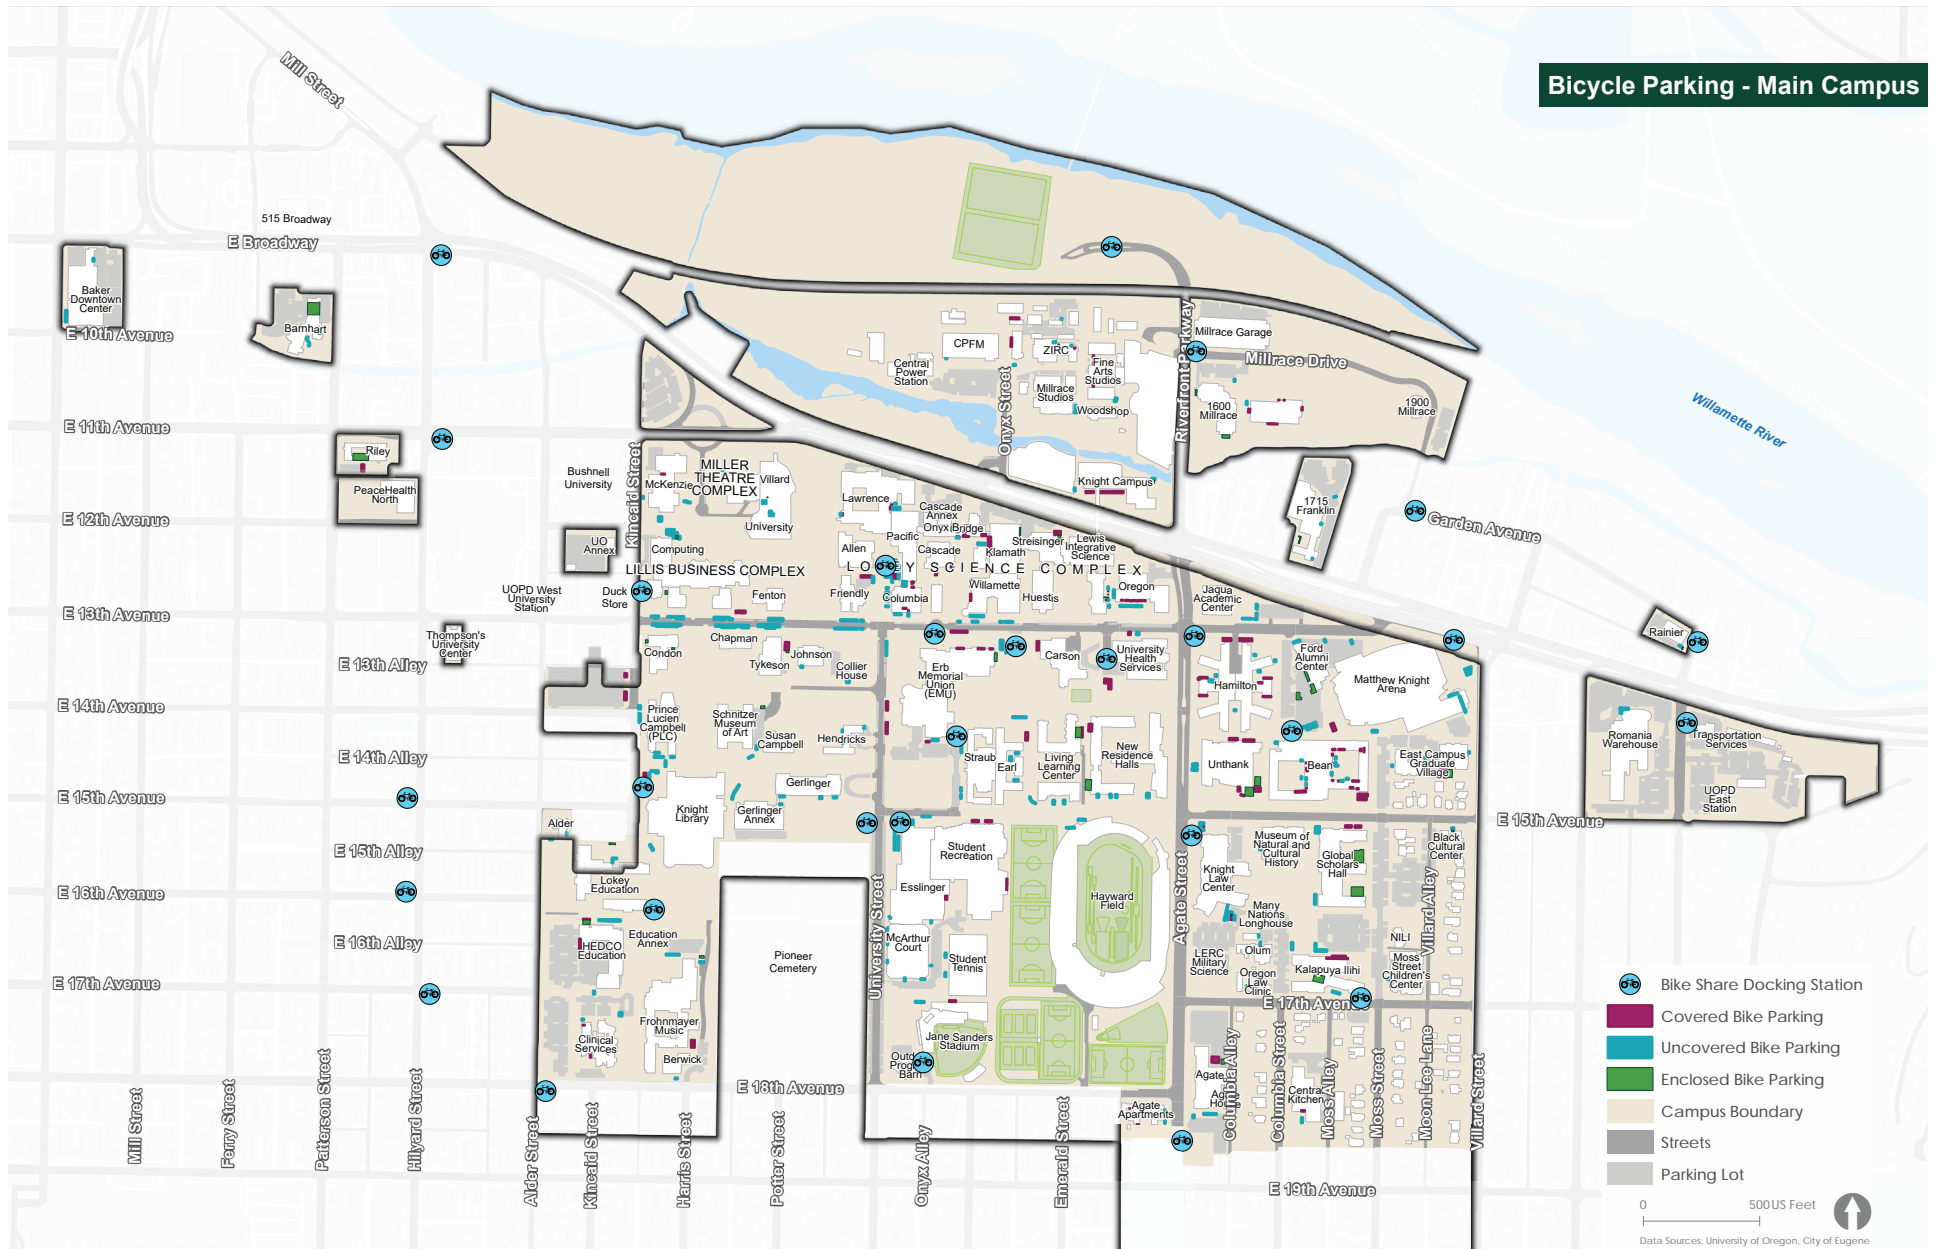 Bicycle Parking - Main Campus
Mill Street
515 Broadway
E Broadway
Baker
Downtown
Center
E 10th Avenue
Barnhart
Millrace Garage
Riverfront Parkway
Millrace Drive
CPFM
ZIRC
Central
Power
Station
Fine
Arts
Studios
Millrace
Studios
Woodshop
Onyx Street
1600
Millrace
1900
Millrace
Willamette River
E 11th Avenue
Riley
PeaceHealth
North
Bushnell
University
Kincaid Street
McKenzie
MILLER
THEATRE
COMPLEX
Villard
University
Lawrence
Knight Campus
1715
Franklin
Garden Avenue
E 12th Avenue
UO
Annex
Computing
Cascade
Annex
Onyx
Bridge
Pacific
Allen
Cascade
Klamath
Streisinger
Lewis
Integrative
Science
LILLIS BUSINESS COMPLEX
UOPD West
University
Station
Duck
Store
Fenton
Friendly
Columbia
Willamette
Huestis
Oregon
Jaqua
Academic
Center
E 13th Avenue
Thompson's
University
Center
E 13th Alley
Condon
Chapman
Tykeson
Johnson
Collier
House
Erb
Memorial
Union
(EMU)
Carson
University
Health
Services
Hamilton
Ford
Alumni
Center
Matthew Knight
Arena
Rainier
E 14th Avenue
Prince
Lucien
Campbell
(PLC)
Schnitzer
Museum
of Art
Susan
Campbell
Hendricks
Straub
Earl
Living
Learning
Center
New
Residence
Halls
Unthank
Bean
East Campus
Graduate
Village
Romania
Warehouse
Transportation
Services
UOPD
East
Station
E 14th Alley
E 15th Avenue
Knight
Library
Gerlinger
Gerlinger
Annex
E 15th Avenue
Alder
E 15th Alley
Lokey
Education
Student
Recreation
Esslinger
Hayward
Field
Agate Street
Knight
Law
Center
Museum of
Natural and
Cultural
History
Global
Scholars
Hall
Black
Cultural
Center
Villard Alley
E 16th Avenue
E 16th Alley
HEDCO
Education
Education
Annex
Pioneer
Cemetery
University Street
McArthur
Court
Student
Tennis
Many
Nations
Longhouse
LERC
Military
Science
Olum
Oregon
Law
Clinic
Kalapuya Ilihi
NILI
Moss
Street
Children's
Center
E 17th Avenue
Frohnmayer
Music
Clinical
Services
Berwick
Jane Sanders
Stadium
Agate
Columbia Alley
Columbia Street
Central
Kitchen
Moss Alley
Moss Street
Moon Lee Lane
Villard Street
E 18th Avenue
Agate
Apartments
E 19th Avenue
Mill Street
Ferry Street
Patterson Street
Hilyard Street
Alder Street
Kincaid Street
Harris Street
Potter Street
Onyx Alley
Emerald Street
Bike Share Docking Station
Covered Bike Parking
Uncovered Bike Parking
Enclosed Bike Parking
Campus Boundary
Streets
Parking Lot
0 500 US Feet
Data Sources: University of Oregon, City of Eugene